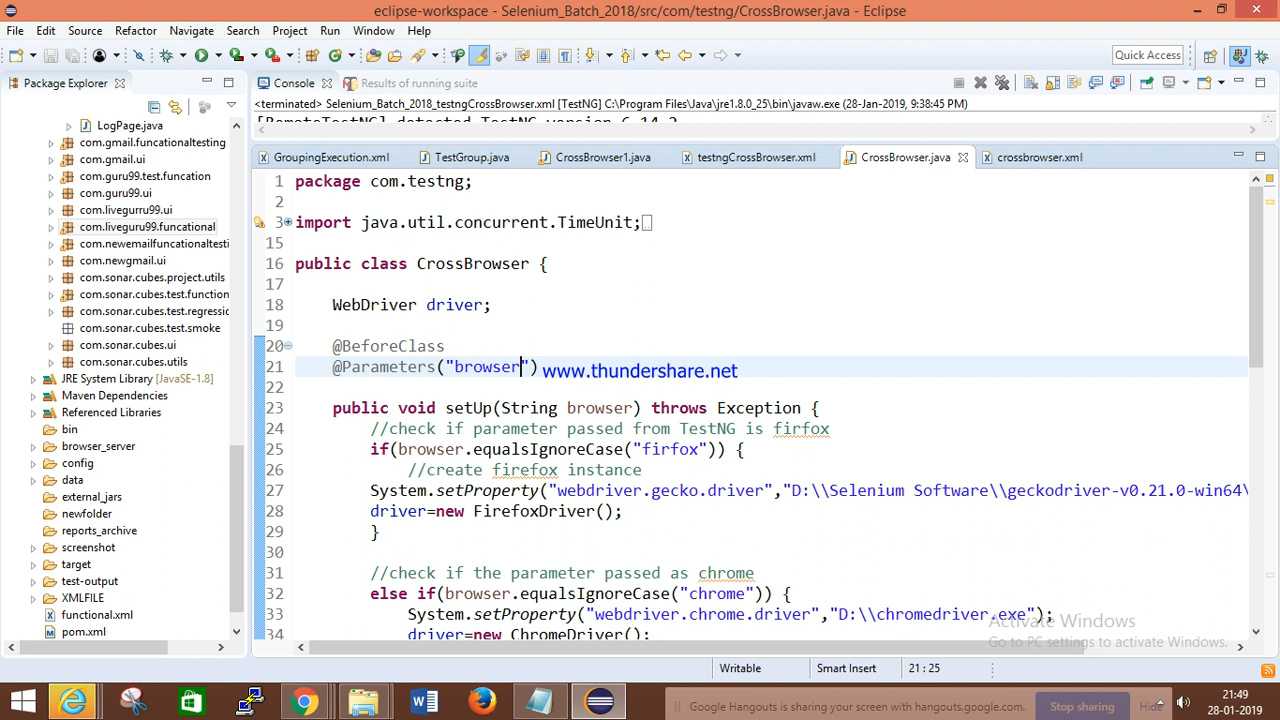 eclipse-workspace - Selenium_Batch_2018/src/com/testng/CrossBrowser.java - Eclipse
File Edit Source Refactor Navigate Search Project Run Window Help
Quick Access
Package Explorer
Console Results of running suite
<terminated> Selenium_Batch_2018_testngCrossBrowser.xml [TestNG] C:\Program Files\Java\jre1.8.0_25\bin\javaw.exe (28-Jan-2019, 9:38:45 PM)
[RemoteTestNG] detected TestNG version 6.14.2
LogPage.java
com.gmail.funcationaltesting
com.gmail.ui
com.guru99.test.funcation
com.guru99.ui
com.livegurru99.ui
com.liveguru99.funcational
com.newemailfuncationaltesti
com.newgmail.ui
com.sonar.cubes.project.utils
com.sonar.cubes.test.function
com.sonar.cubes.test.regressi
com.sonar.cubes.test.smoke
com.sonar.cubes.ui
com.sonar.cubes.utils
JRE System Library [JavaSE-1.8]
Maven Dependencies
Referenced Libraries
bin
browser_server
config
data
external_jars
newfolder
reports_archive
screenshot
target
test-output
XMLFILE
functional.xml
pom.xml
GroupingExecution.xml TestGroup.java CrossBrowser1.java testngCrossBrowser.xml CrossBrowser.java crossbrowser.xml
1 package com.testng;
2
3 import java.util.concurrent.TimeUnit;
15
16 public class CrossBrowser {
17
18 WebDriver driver;
19
20 @BeforeClass
21 @Parameters("browser") www.thundershare.net
22
23 public void setUp(String browser) throws Exception {
24 //check if parameter passed from TestNG is firfox
25 if(browser.equalsIgnoreCase("firfox")) {
26 //create firefox instance
27 System.setProperty("webdriver.gecko.driver","D:\\Selenium Software\\geckodriver-v0.21.0-win64\
28 driver=new FirefoxDriver();
29 }
30
31 //check if the parameter passed as chrome
32 else if(browser.equalsIgnoreCase("chrome")) {
33 System.setProperty("webdriver.chrome.driver","D:\\chromedriver.exe");
34 driver=new ChromeDriver();
Activate Windows
Go to PC settings to activate Windows.
Writable Smart Insert 21 : 25
Google Hangouts is sharing your screen with hangouts.google.com. Stop sharing Hide
21:49
28-01-2019